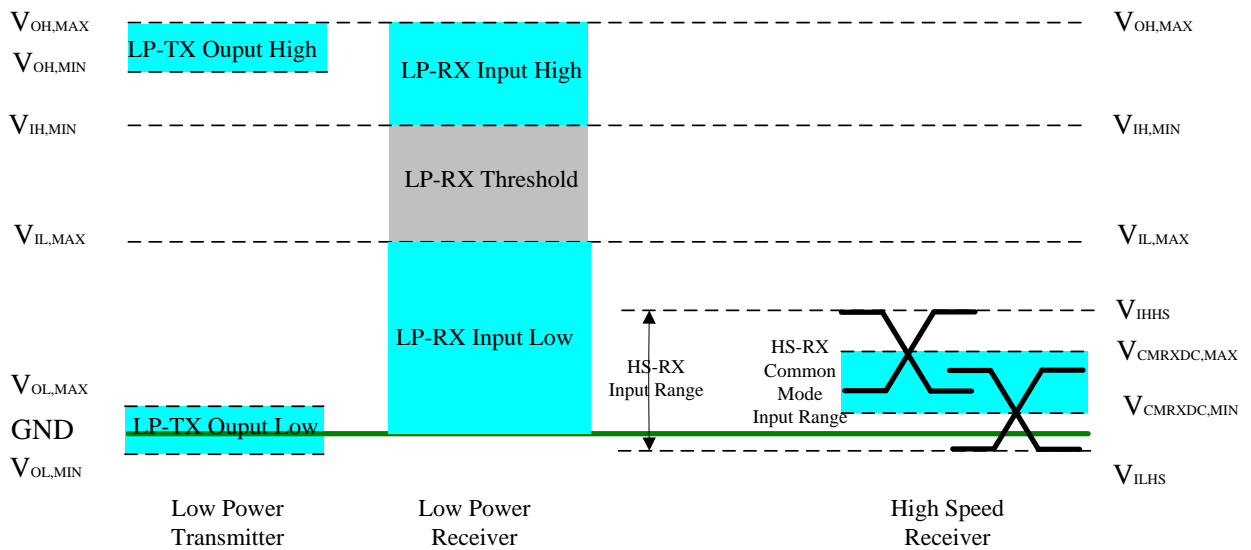 VOH,MAX
LP-TX Ouput High
VOH,MIN
VIH,MIN
VIL,MAX
VOL,MAX
LP-TX Ouput Low
GND
VOL,MIN
LP-RX Input High
LP-RX Threshold
LP-RX Input Low
HS-RX
Input Range
HS-RX
Common
Mode
Input Range
VOH,MAX
VIH,MIN
VIL,MAX
VIHHS
VCMRXDC,MAX
VCMRXDC,MIN
VILHS
Low Power
Transmitter
Low Power
Receiver
High Speed
Receiver